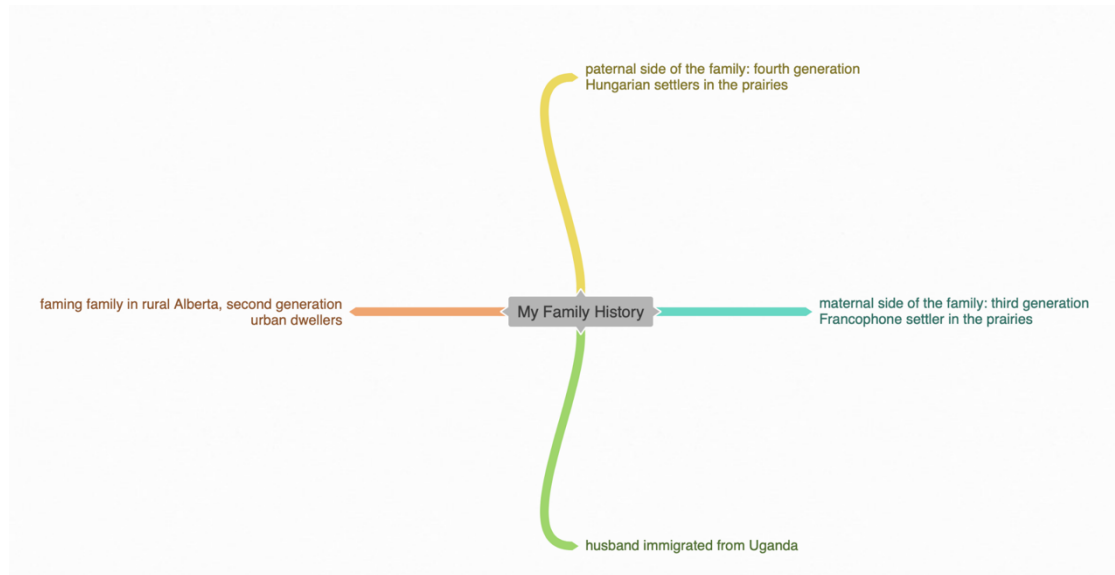 paternal side of the family: fourth generation
Hungarian settlers in the prairies
faming family in rural Alberta, second generation
urban dwellers
My Family History
maternal side of the family: third generation
Francophone settler in the prairies
husband immigrated from Uganda